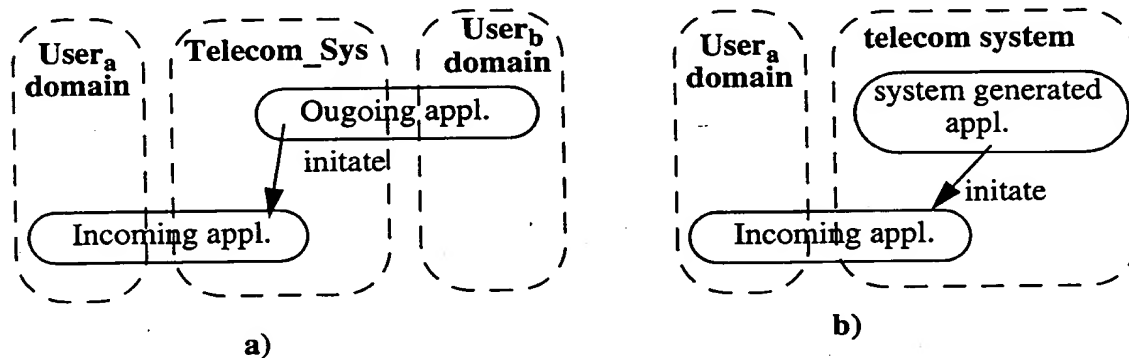 User_a
domain
Telecom_Sys
User_b
domain
Ougoing appl.
initate
Incoming appl.
a)
User_a
domain
telecom system
system generated
appl.
initate
Incoming appl.
b)